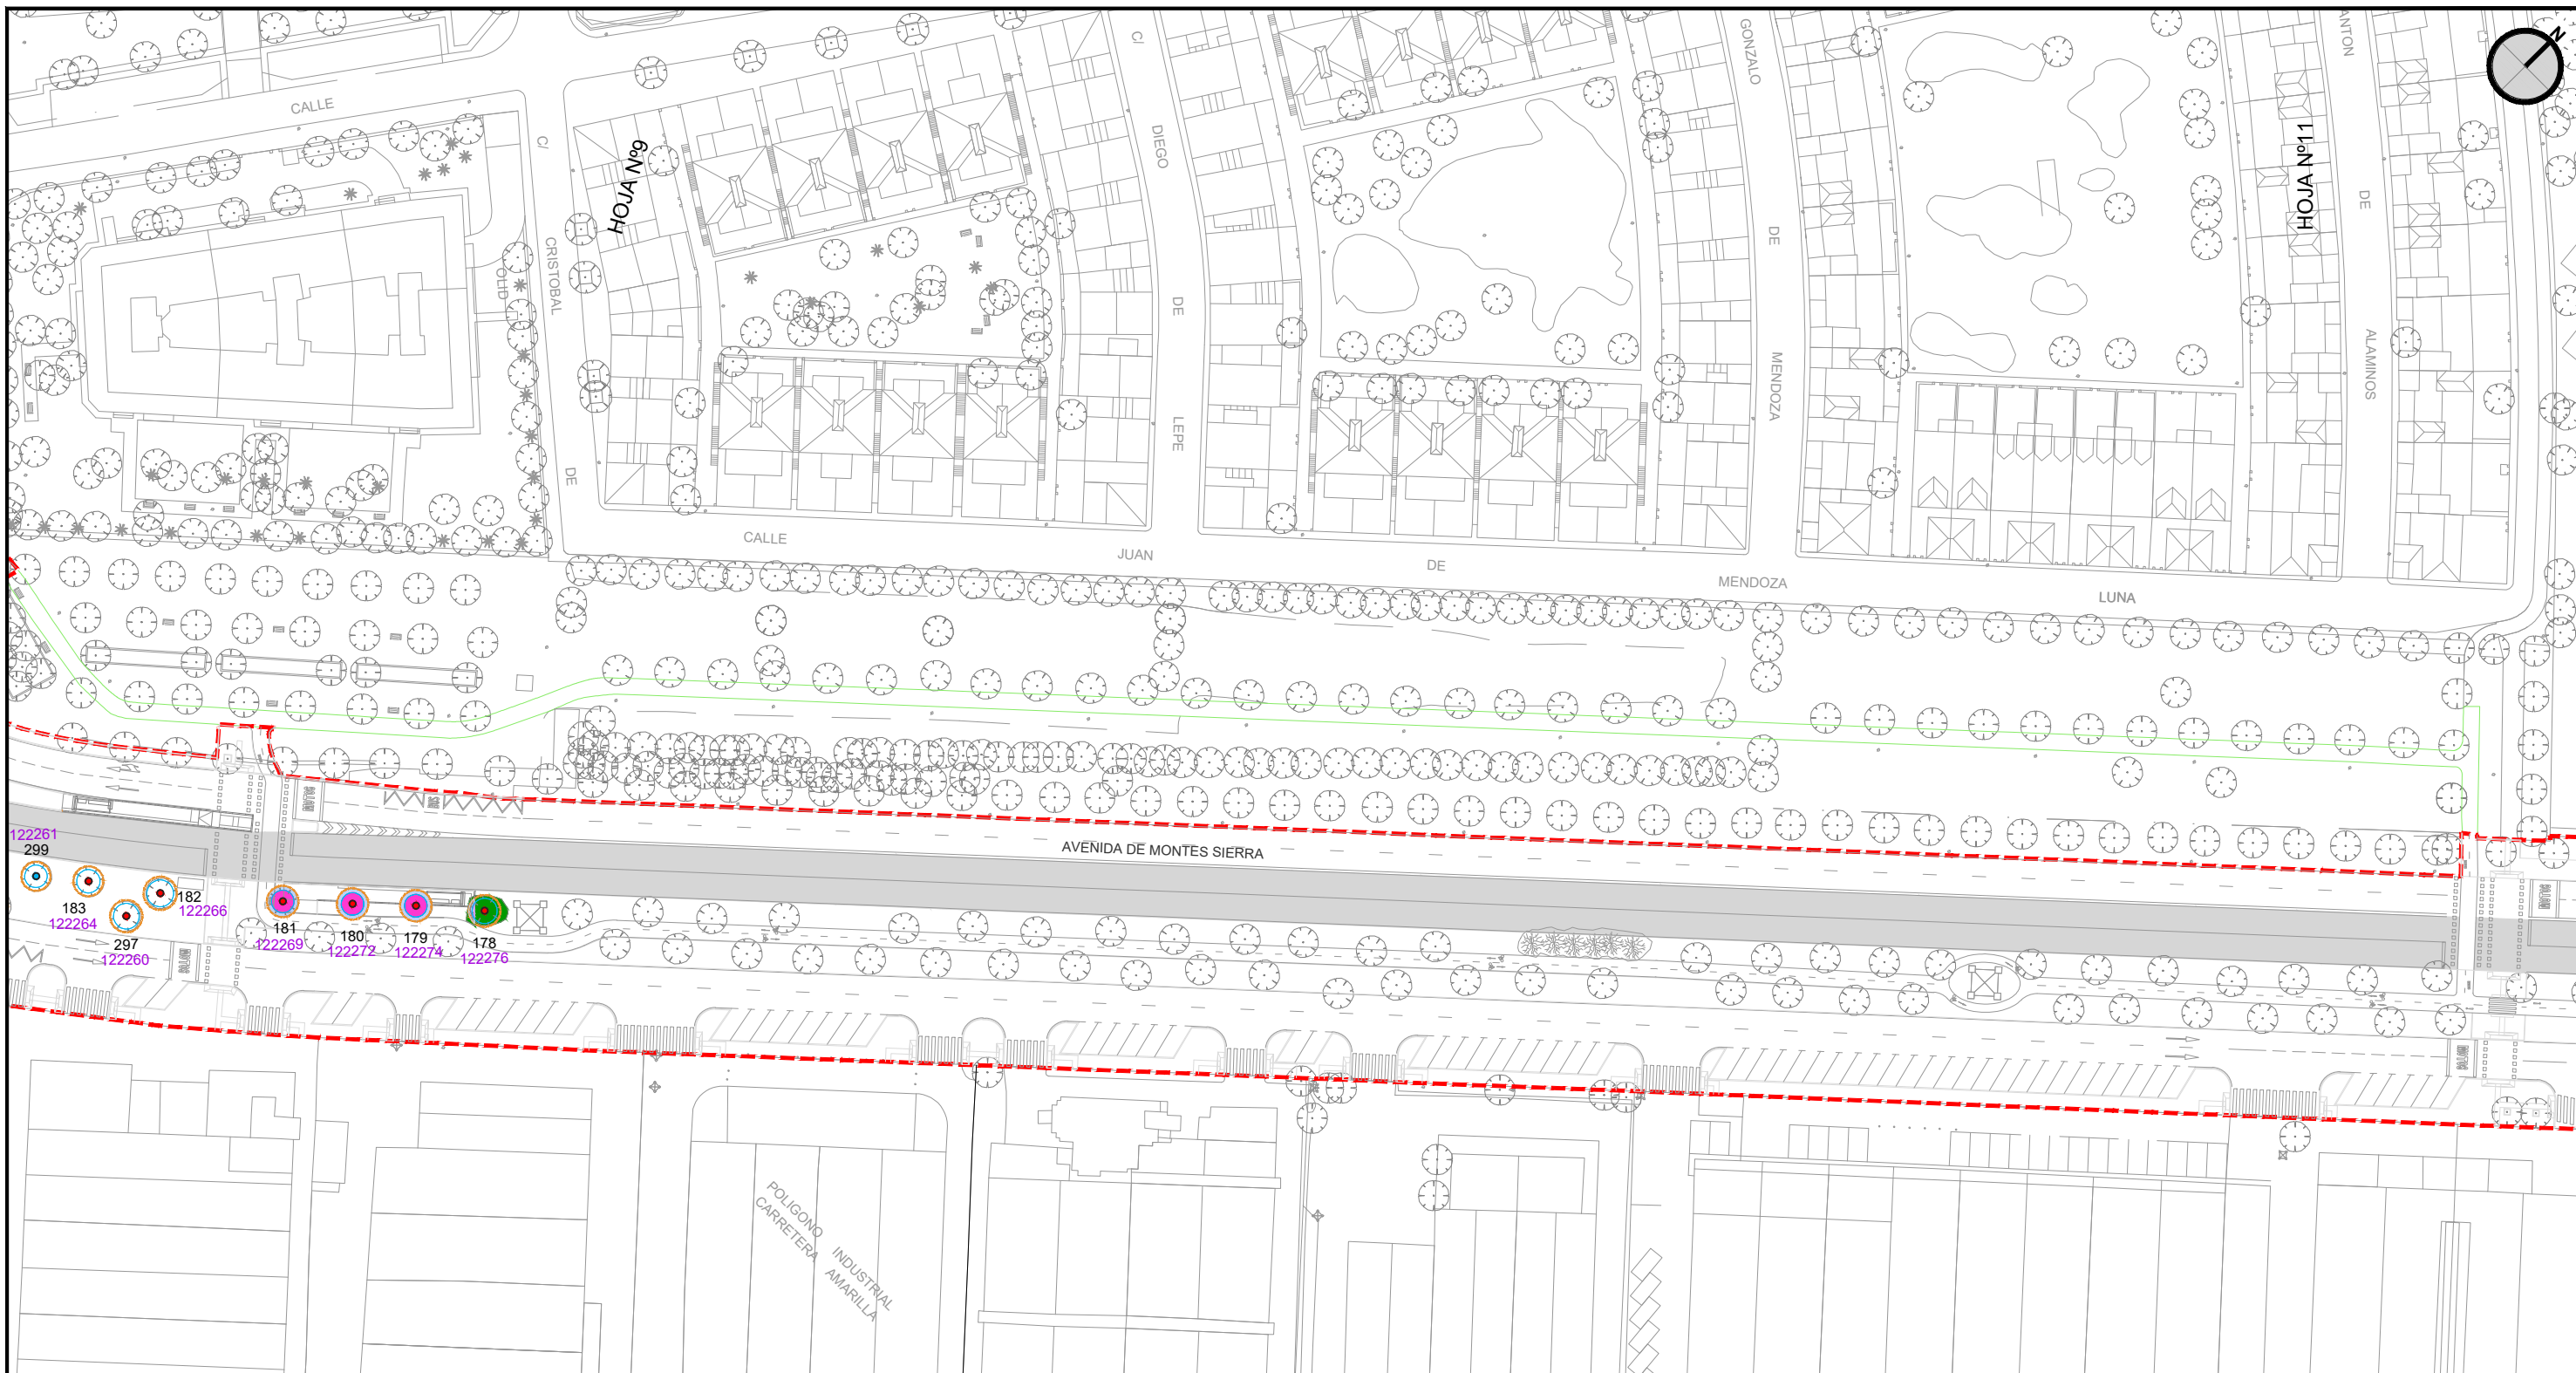 CALLE
C/
CRISTOBAL
DE
OLID
HOJA Nº9
C/
DIEGO
DE
LEPE
GONZALO
DE
MENDOZA
ANTON
DE
ALAMINOS
HOJA Nº11
N
CALLE
JUAN
DE
MENDOZA
LUNA
BUS
AVENIDA DE MONTES SIERRA
122261
299
183
122264
182
122266
297
122260
181
122269
180
122272
179
122274
178
122276
POLIGONO INDUSTRIAL
CARRETERA AMARILLA